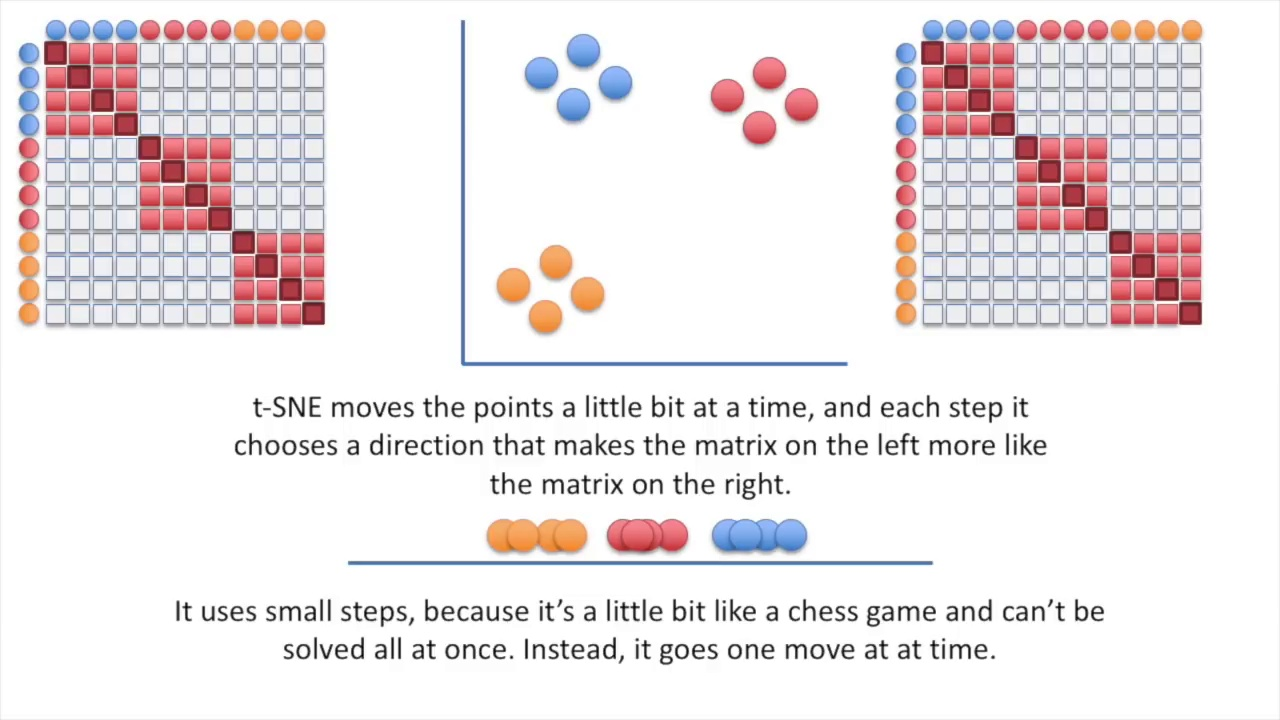 t-SNE moves the points a little bit at a time, and each step it
chooses a direction that makes the matrix on the left more like
the matrix on the right.
It uses small steps, because it’s a little bit like a chess game and can’t be
solved all at once. Instead, it goes one move at at time.